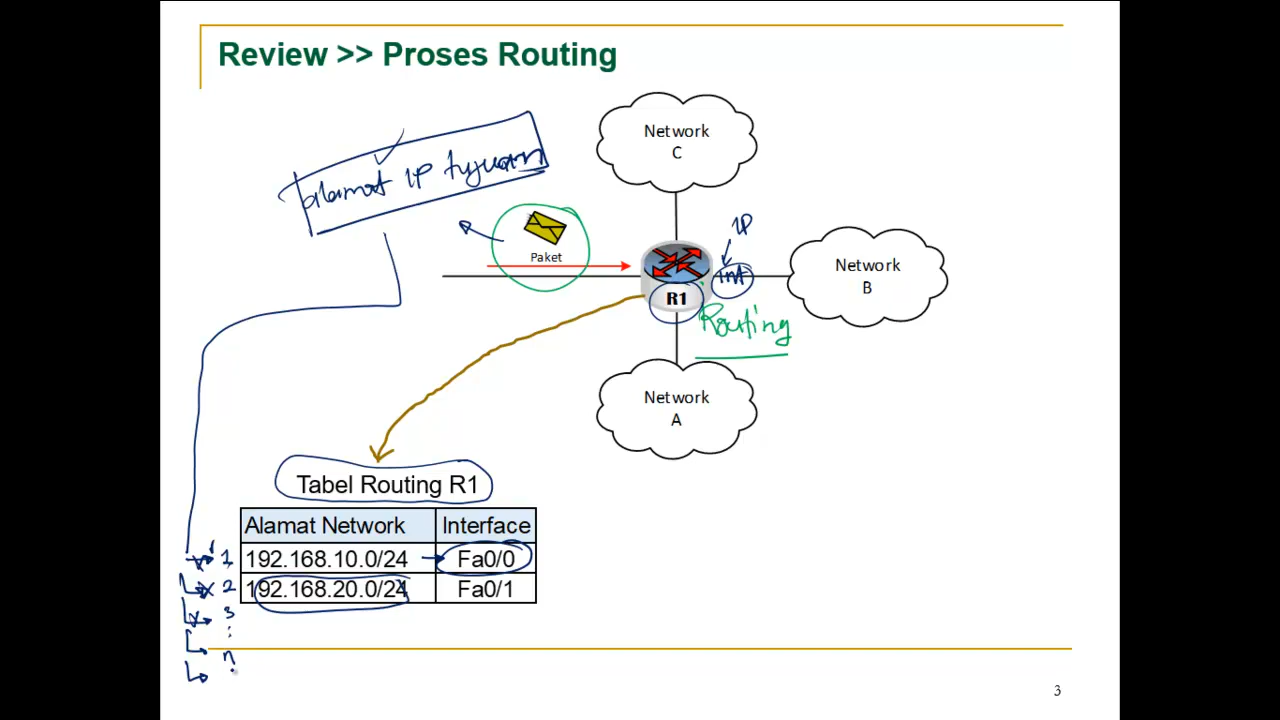 Review >> Proses Routing
alamat IP tujuan
Network
C
Paket
IP
int
Network
B
R1
Routing
Network
A
Tabel Routing R1
Alamat Network Interface
1 192.168.10.0/24 Fa0/0
2 192.168.20.0/24 Fa0/1
3
:
n
3